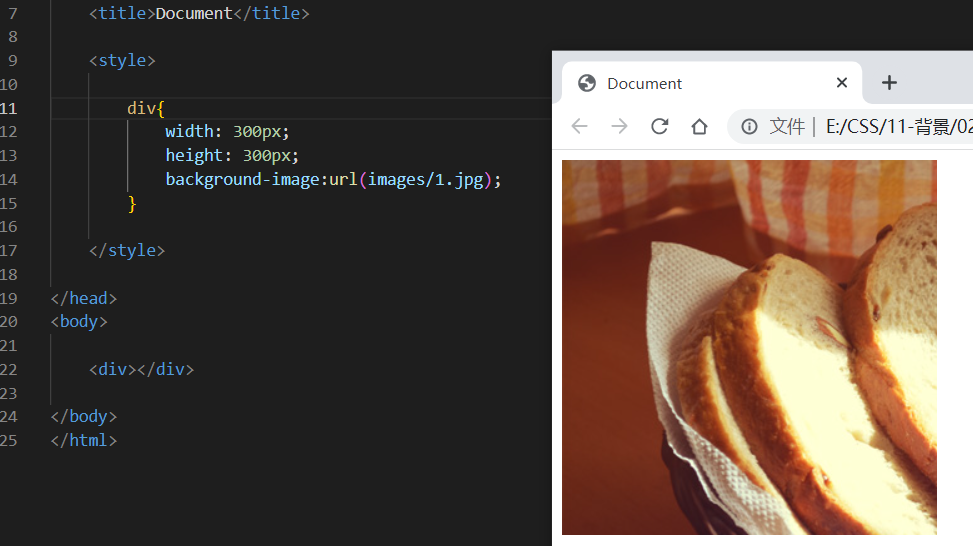 7 <title>Document</title>
8
9 <style>
10
11 div{
12 width: 300px;
13 height: 300px;
14 background-image:url(images/1.jpg);
15 }
16
17 </style>
18
19 </head>
20 <body>
21
22 <div></div>
23
24 </body>
25 </html>
Document
文件 | E:/CSS/11-背景/02